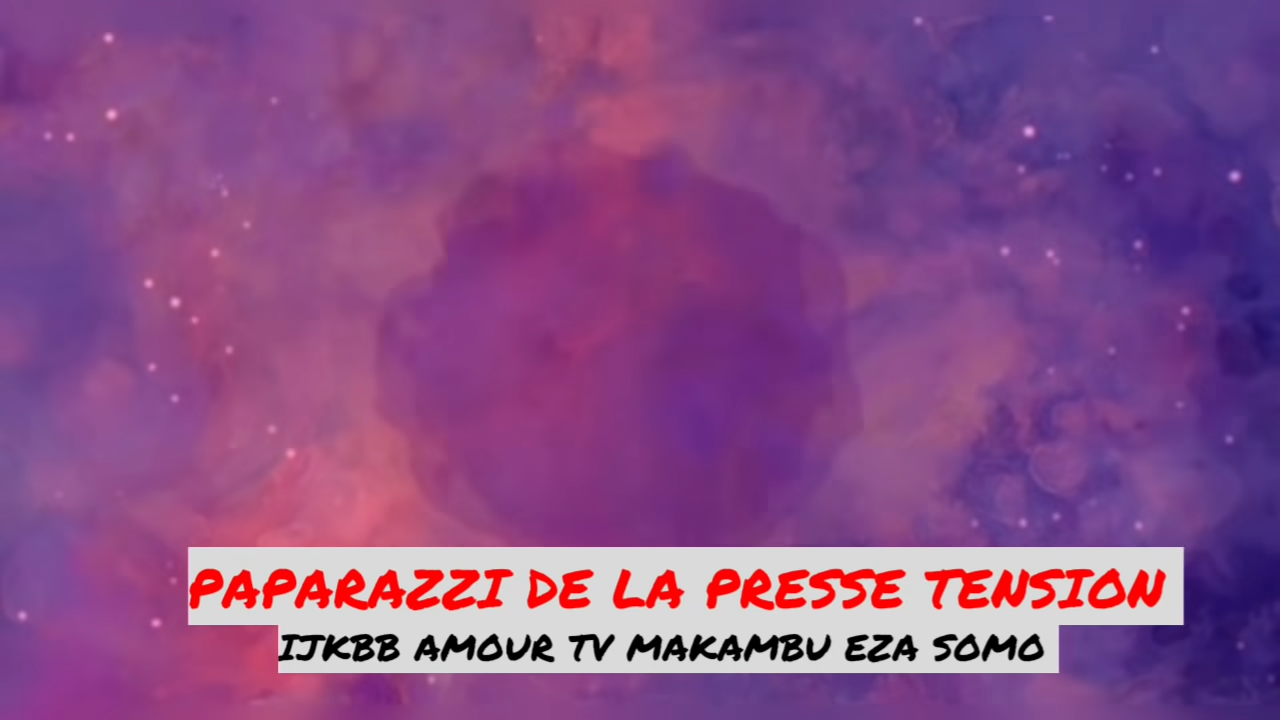 PAPARAZZI DE LA PRESSE TENSION
IJKBB AMOUR TV MAKAMBU EZA SOMO